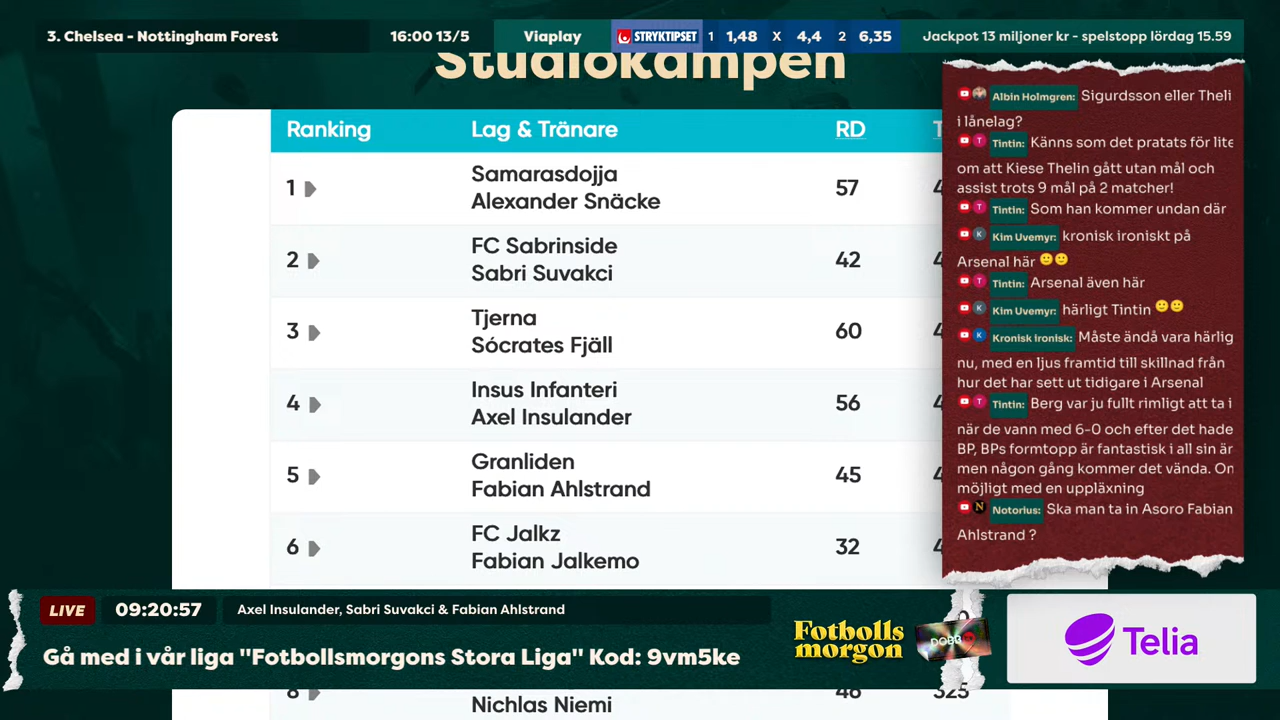 3. Chelsea - Nottingham Forest
16:00 13/5
Viaplay
STRYKTIPSET 1 1,48 X 4,4 2 6,35
Jackpot 13 miljoner kr - spelstopp lördag 15.59
Studiokampen
Ranking Lag & Tränare RD
1 Samarasdojja 57
Alexander Snäcke
2 FC Sabrinside 42
Sabri Suvakci
3 Tjerna 60
Sócrates Fjäll
4 Insus Infanteri 56
Axel Insulander
5 Granliden 45
Fabian Ahlstrand
6 FC Jalkz 32
Fabian Jalkemo
8 46 325
Nichlas Niemi
Albin Holmgren: Sigurdsson eller Theli
i lånelag?
Tintin: Känns som det pratats för lite
om att Kiese Thelin gått utan mål och
assist trots 9 mål på 2 matcher!
Tintin: Som han kommer undan där
Kim Uvemyr: kronisk ironiskt på
Arsenal här 🙂🙂
Tintin: Arsenal även här
Kim Uvemyr: härligt Tintin 🙂🙂
Kronisk ironisk: Måste ändå vara härlig
nu, med en ljus framtid till skillnad från
hur det har sett ut tidigare i Arsenal
Tintin: Berg var ju fullt rimligt att ta i
när de vann med 6-0 och efter det hade
BP, BPs formtopp är fantastisk i all sin är
men någon gång kommer det vända. Om
möjligt med en uppläxning
Notorius: Ska man ta in Asoro Fabian
Ahlstrand ?
LIVE 09:20:57 Axel Insulander, Sabri Suvakci & Fabian Ahlstrand
Gå med i vår liga "Fotbollsmorgons Stora Liga" Kod: 9vm5ke
Fotbolls
morgon
Telia